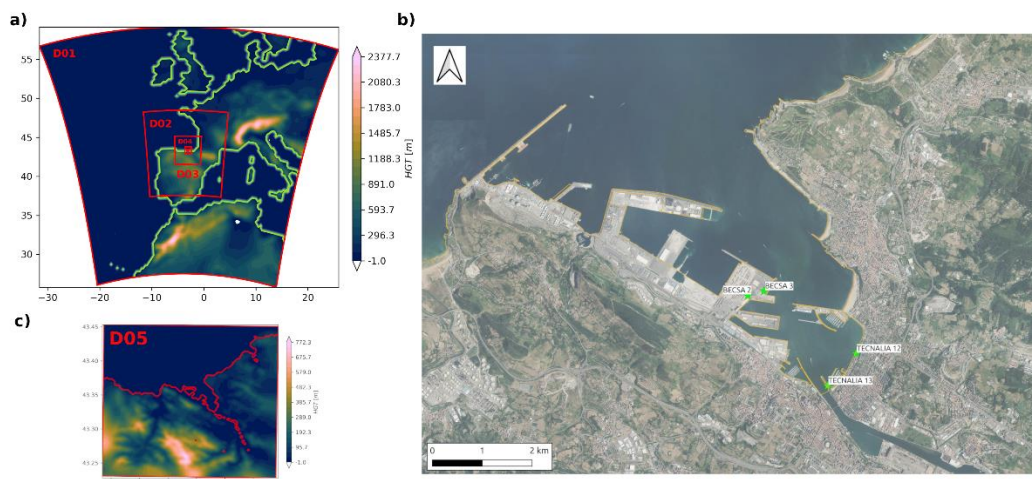 a)
D01
D02
D04
D03
55
50
45
40
35
30
−30
−20
−10
0
10
20
2377.7
2080.3
1783.0
1485.7
1188.3
891.0
593.7
296.3
-1.0
HGT [m]
b)
BECSA 2
BECSA 3
TECNALIA 12
TECNALIA 13
0 1 2 km
c)
D05
43.45
43.40
43.35
43.30
43.25
772.3
675.7
579.0
482.3
385.7
289.0
192.3
95.7
-1.0
HGT [m]